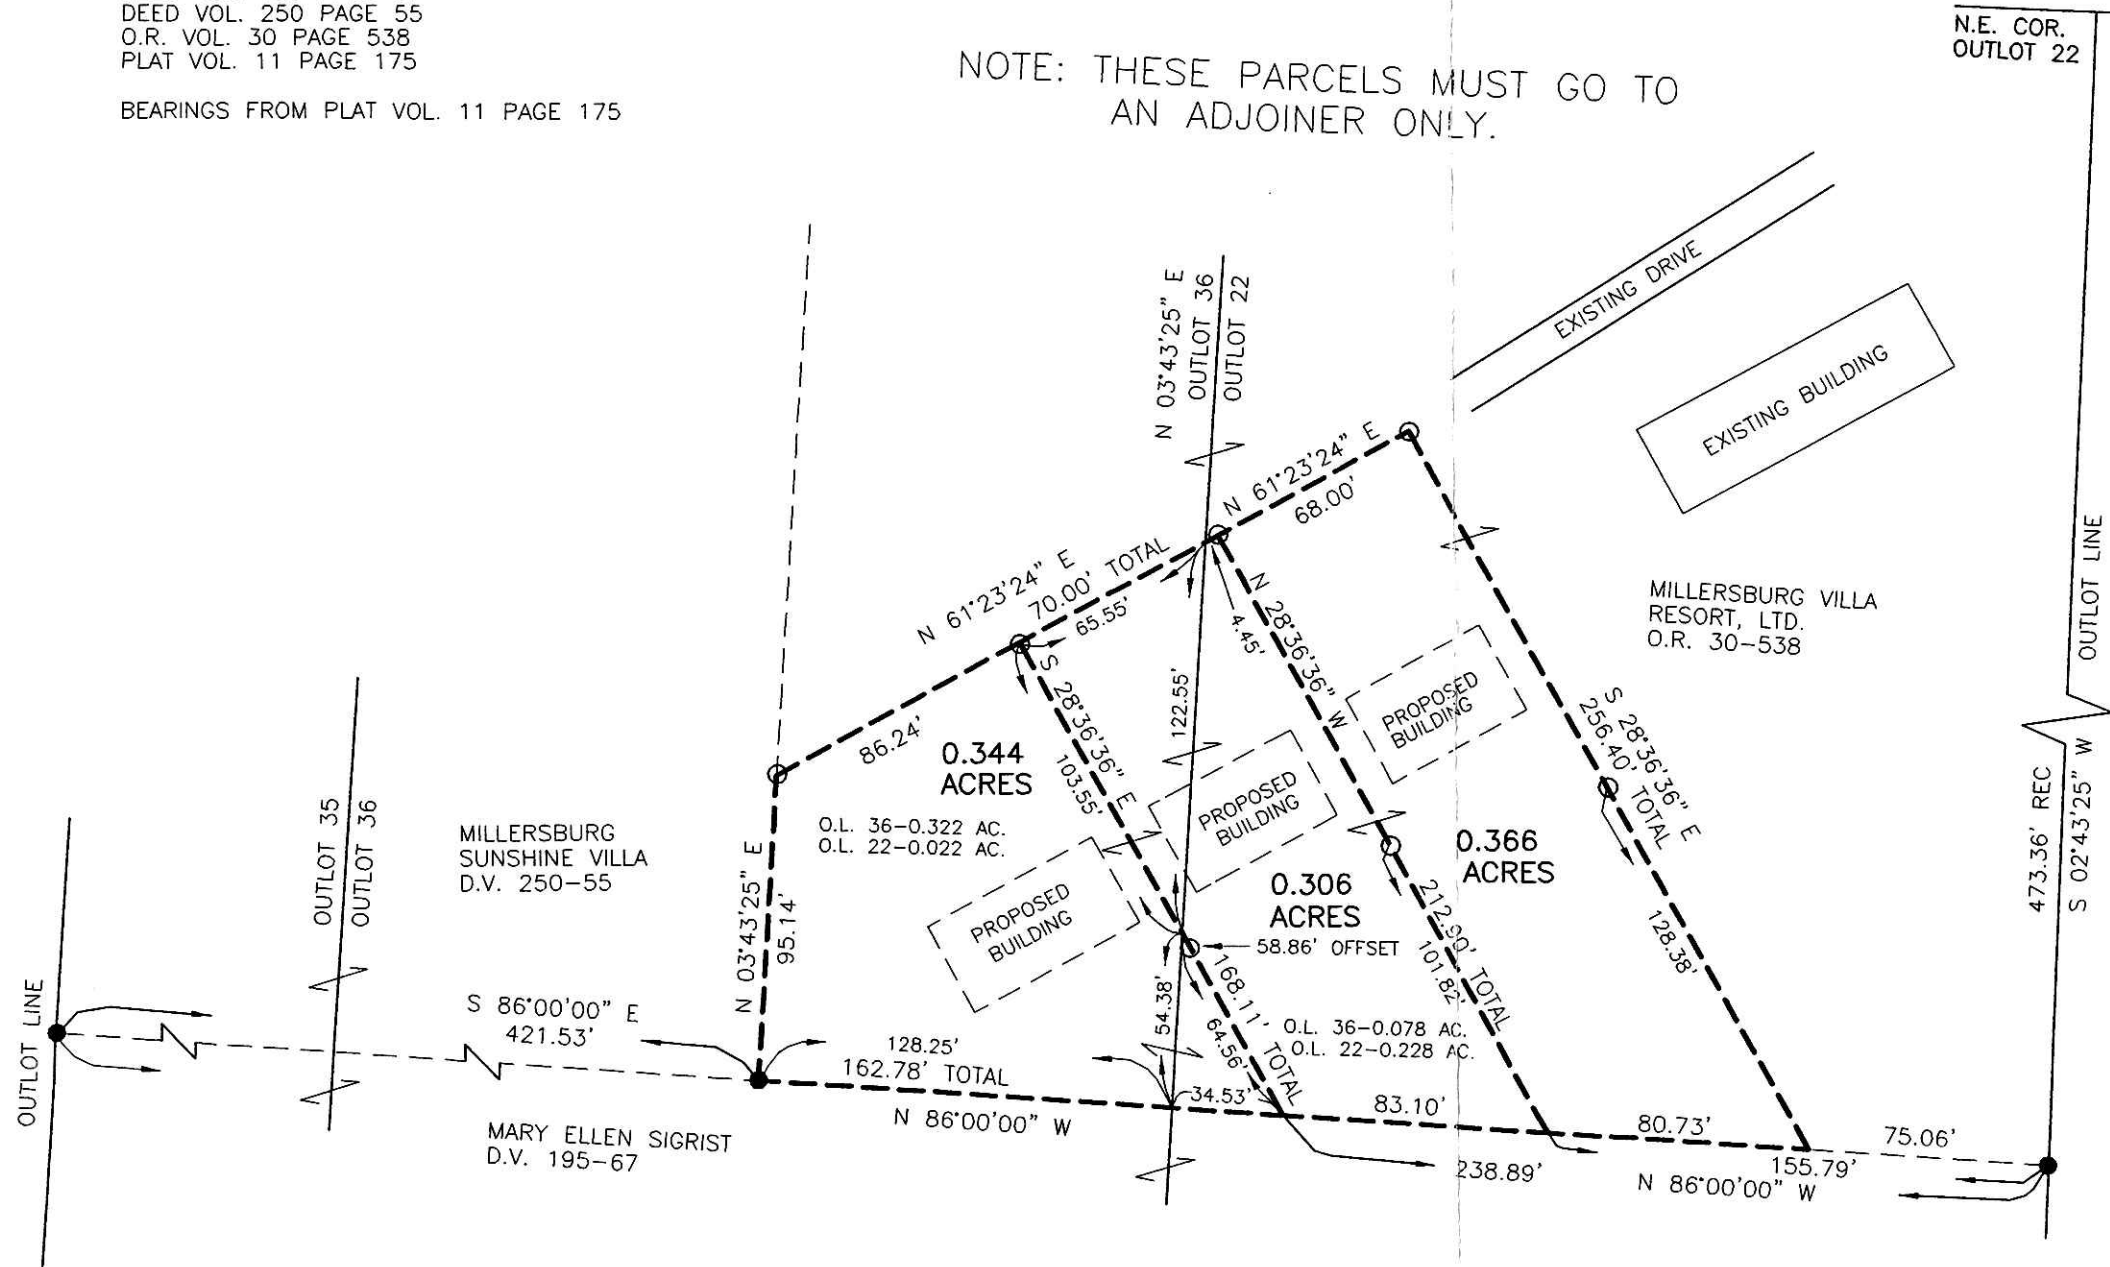 DEED VOL. 250 PAGE 55
O.R. VOL. 30 PAGE 538
PLAT VOL. 11 PAGE 175
BEARINGS FROM PLAT VOL. 11 PAGE 175
NOTE: THESE PARCELS MUST GO TO
AN ADJOINER ONLY.
N.E. COR.
OUTLOT 22
EXISTING DRIVE
EXISTING BUILDING
N 03°43'25" E
OUTLOT 36
OUTLOT 22
N 61°23'24" E
68.00'
N 61°23'24" E
70.00' TOTAL
65.55'
4.45'
N 28°36'36" W
86.24'
S 28°36'36" E
103.55'
122.55'
0.344
ACRES
O.L. 36-0.322 AC.
O.L. 22-0.022 AC.
PROPOSED
BUILDING
PROPOSED
BUILDING
PROPOSED
BUILDING
MILLERSBURG VILLA
RESORT, LTD.
O.R. 30-538
S 28°36'36" E
256.40' TOTAL
128.38'
OUTLOT LINE
473.36' REC
S 02°43'25" W
0.366
ACRES
0.306
ACRES
58.86' OFFSET
212.90' TOTAL
101.82'
168.11' TOTAL
64.56'
54.38'
O.L. 36-0.078 AC.
O.L. 22-0.228 AC.
OUTLOT 35
OUTLOT 36
MILLERSBURG
SUNSHINE VILLA
D.V. 250-55
N 03°43'25" E
95.14'
OUTLOT LINE
S 86°00'00" E
421.53'
128.25'
162.78' TOTAL
34.53'
N 86°00'00" W
83.10'
80.73'
75.06'
238.89'
155.79'
N 86°00'00" W
MARY ELLEN SIGRIST
D.V. 195-67